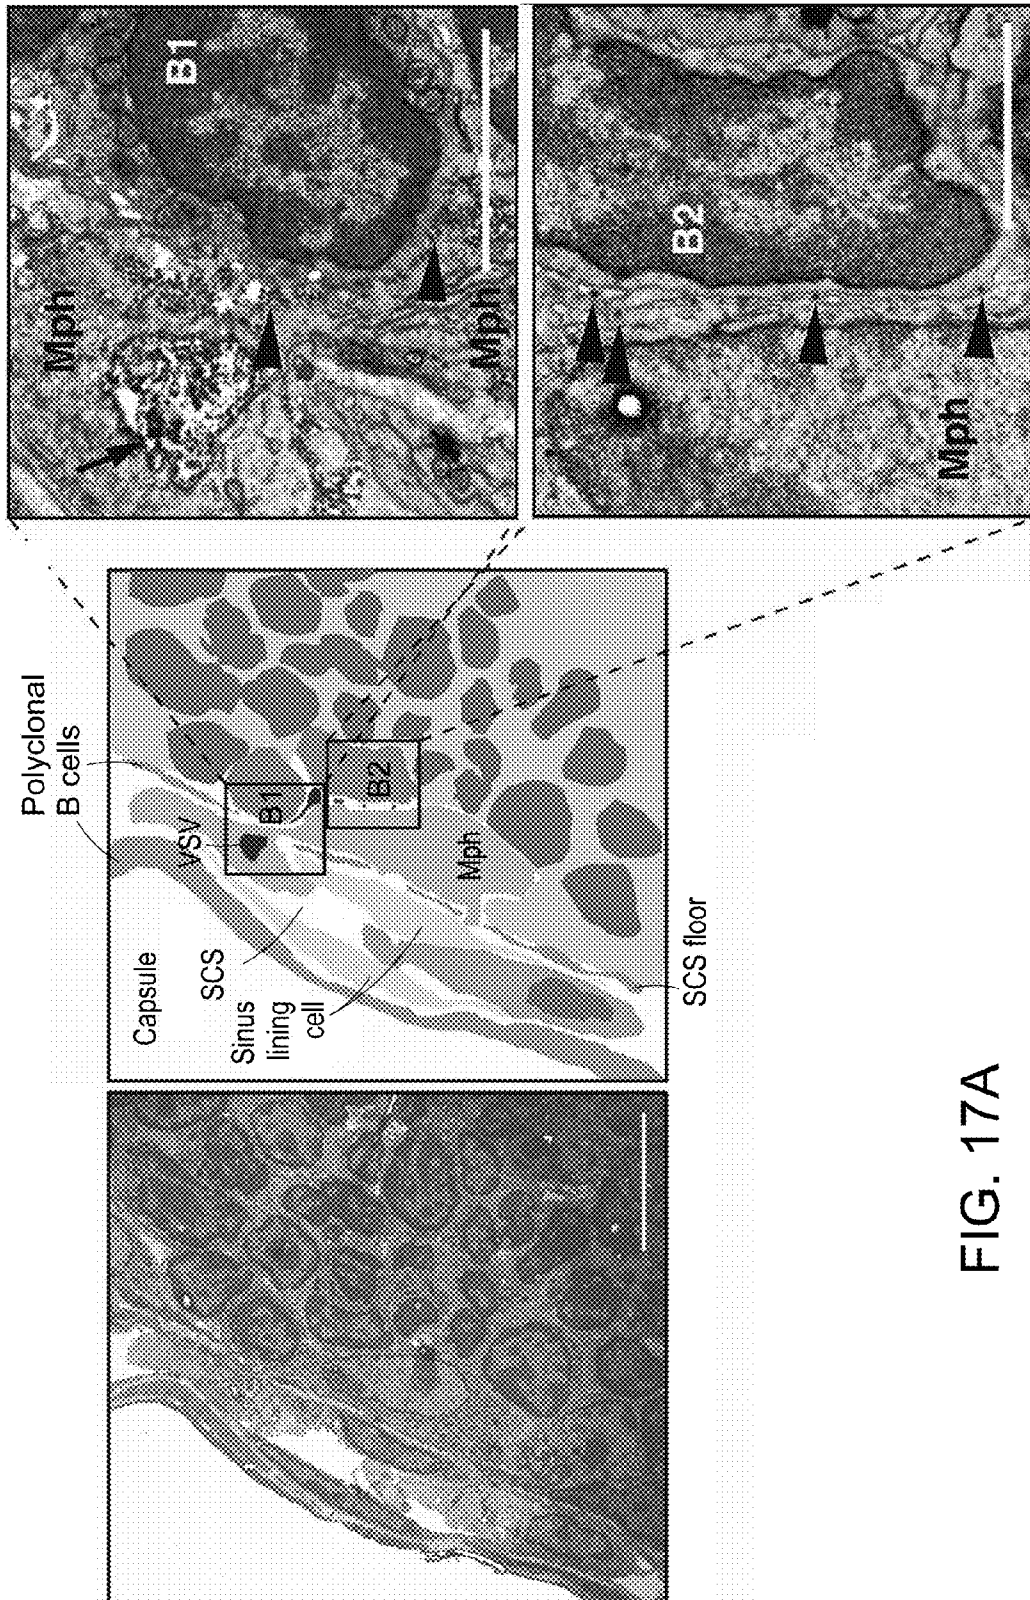 Polyclonal
B cells
Capsule
VSV
SCS
Sinus
lining
cell
B1
B2
Mph
SCS floor
Mph
B1
Mph
B2
Mph
FIG. 17A